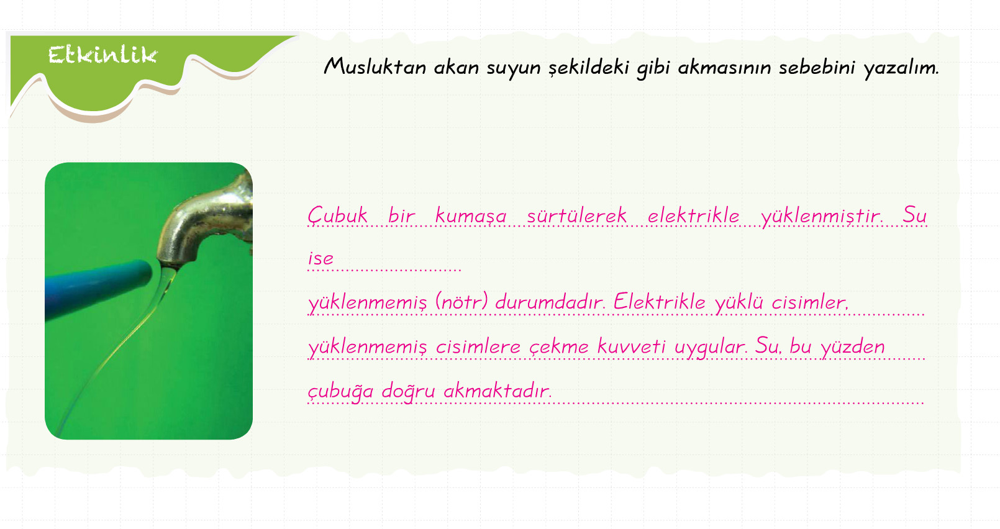 Etkinlik
Musluktan akan suyun şekildeki gibi akmasının sebebini yazalım.
Çubuk bir kumaşa sürtülerek elektrikle yüklenmiştir. Su
ise
yüklenmemiş (nötr) durumdadır. Elektrikle yüklü cisimler,
yüklenmemiş cisimlere çekme kuvveti uygular. Su, bu yüzden
çubuğa doğru akmaktadır.